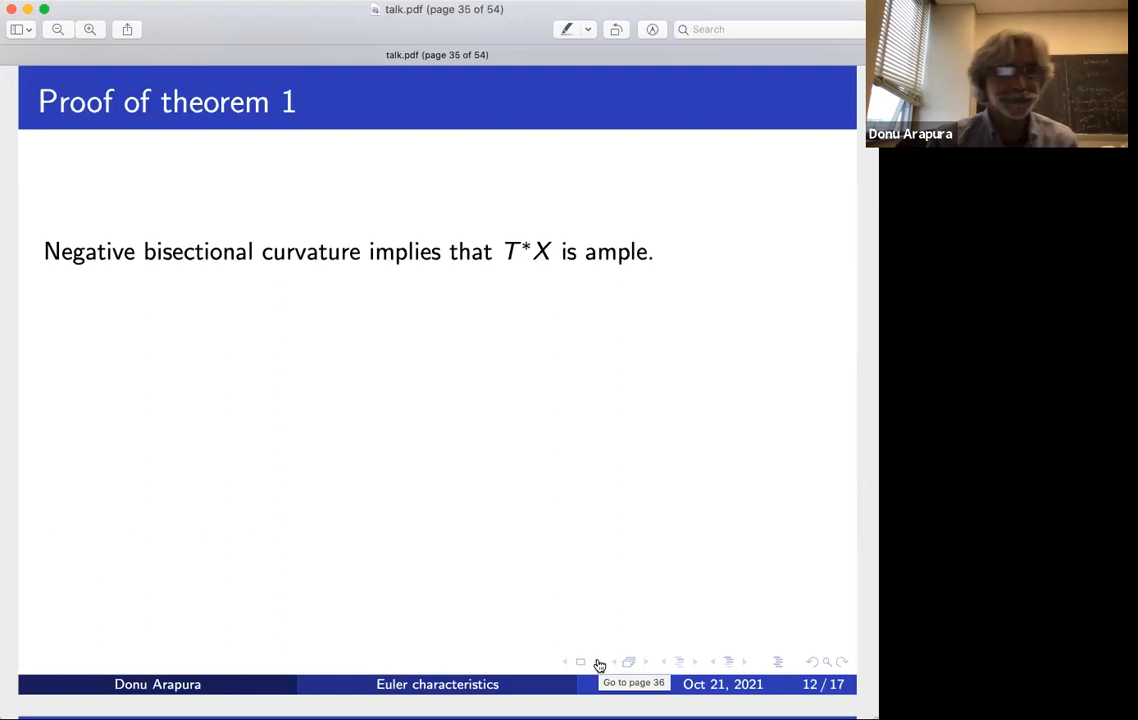 talk.pdf (page 35 of 54)
Search
talk.pdf (page 35 of 54)
Donu Arapura
Proof of theorem 1
Negative bisectional curvature implies that T*X is ample.
Go to page 36
Donu Arapura
Euler characteristics
Oct 21, 2021
12 / 17